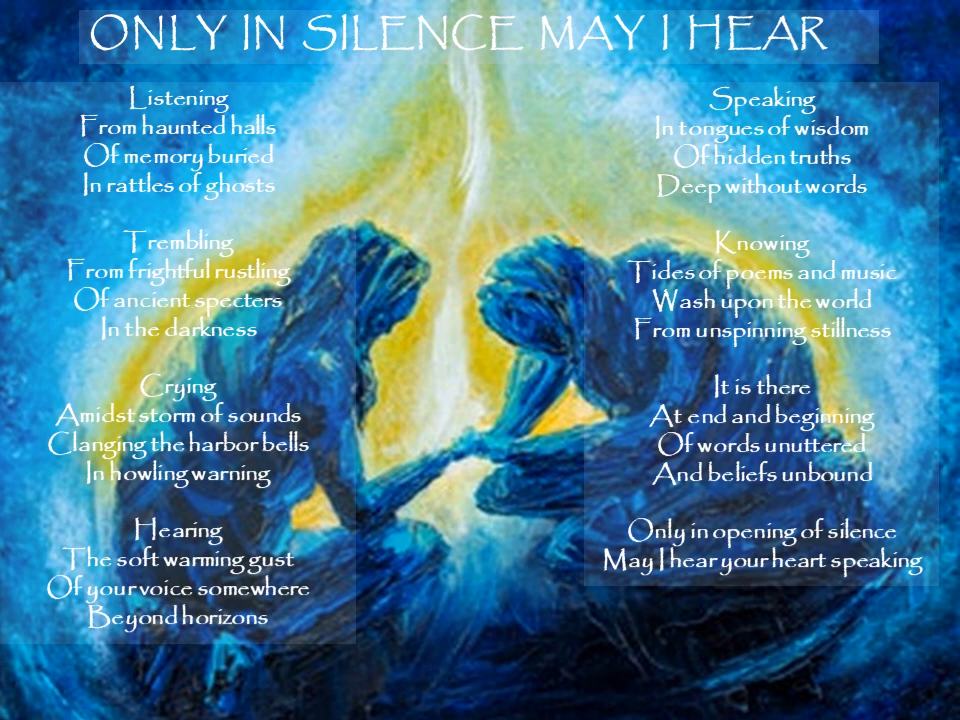 ONLY IN SILENCE MAY I HEAR
Listening
From haunted halls
Of memory buried
In rattles of ghosts
Trembling
From frightful rustling
Of ancient specters
In the darkness
Crying
Amidst storm of sounds
Clanging the harbor bells
In howling warning
Hearing
The soft warming gust
Of your voice somewhere
Beyond horizons
Speaking
In tongues of wisdom
Of hidden truths
Deep without words
Knowing
Tides of poems and music
Wash upon the world
From unspinning stillness
It is there
At end and beginning
Of words unuttered
And beliefs unbound
Only in opening of silence
May I hear your heart speaking